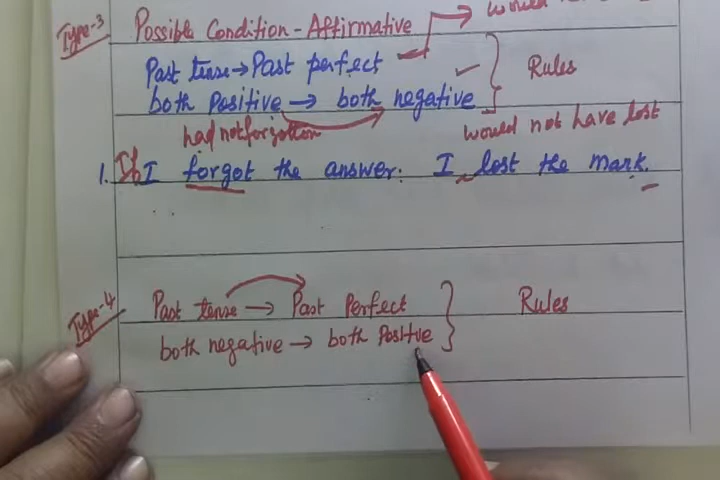 would
Type-3 Possible Condition - Affirmative
Past tense → Past perfect
both Positive → both negative
Rules
had not forgotten would not have lost
1. If I forgot the answer. I lost the mark.
Type-4 Past tense → Past Perfect
both negative → both Positive
Rules